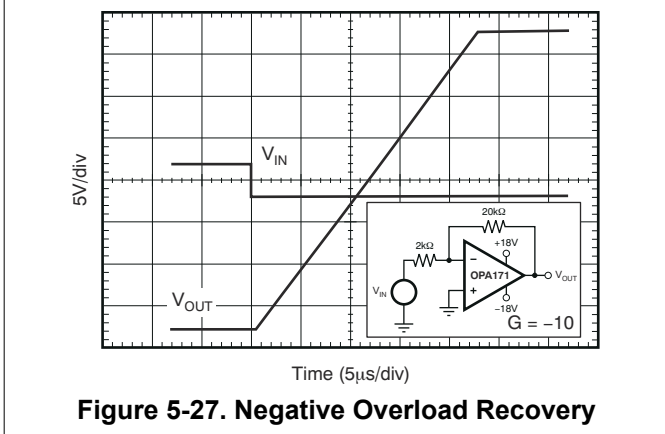 5V/div
V_IN
V_OUT
20kΩ
2kΩ
+18V
OPA171
V_IN
V_OUT
−18V
G = −10
−
+
Time (5μs/div)
Figure 5-27. Negative Overload Recovery